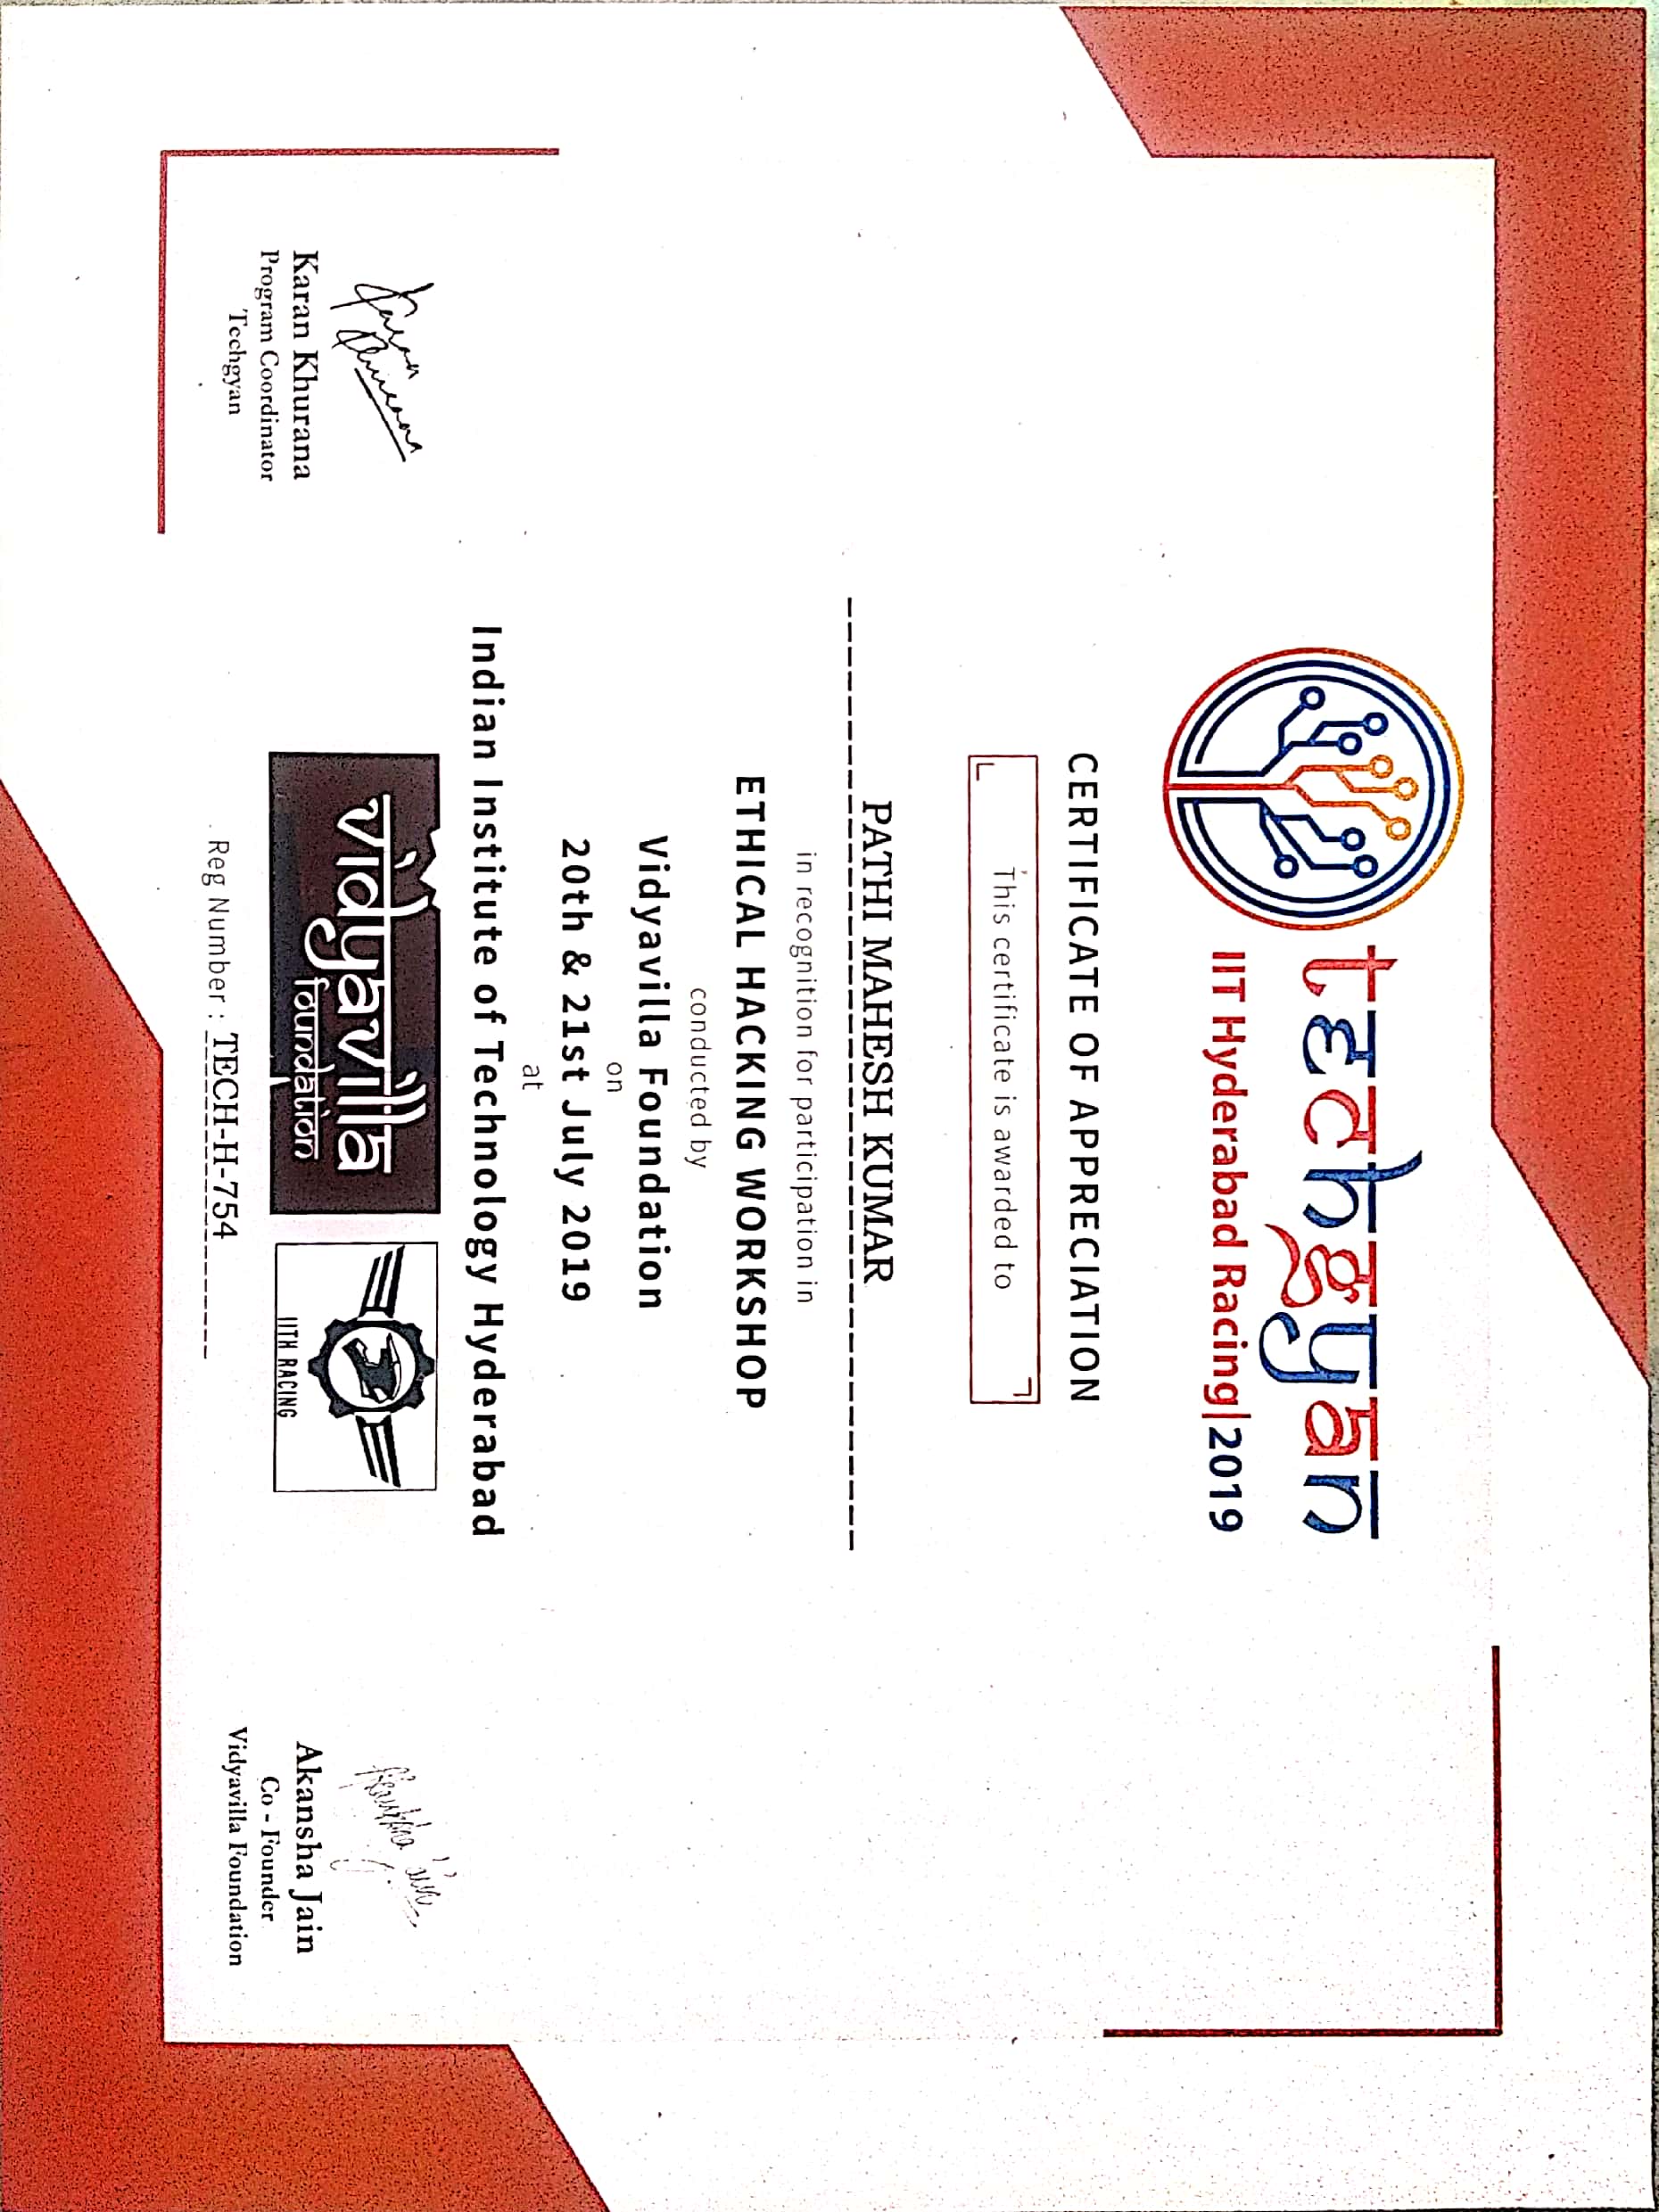 techgyan
IIT Hyderabad Racing|2019
CERTIFICATE OF APPRECIATION
This certificate is awarded to
PATHI MAHESH KUMAR
in recognition for participation in
ETHICAL HACKING WORKSHOP
conducted by
Vidyavilla Foundation
on
20th & 21st July 2019
at
Indian Institute of Technology Hyderabad
Karan
Khurana
Karan Khurana
Program Coordinator
Techgyan
vidyavilla
foundation
IITH RACING
Reg Number : TECH-H-754
Akansha Jain
Akansha Jain
Co - Founder
Vidyavilla Foundation